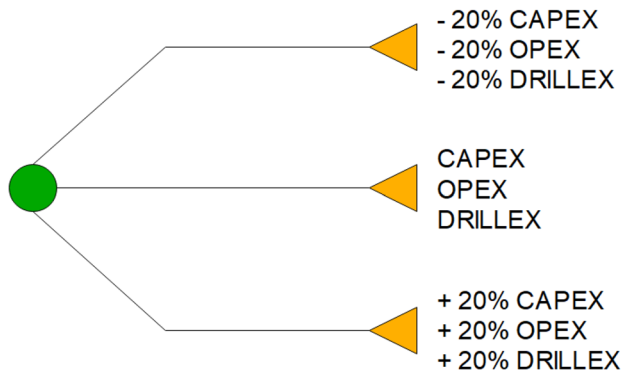 - 20% CAPEX
- 20% OPEX
- 20% DRILLEX
CAPEX
OPEX
DRILLEX
+ 20% CAPEX
+ 20% OPEX
+ 20% DRILLEX